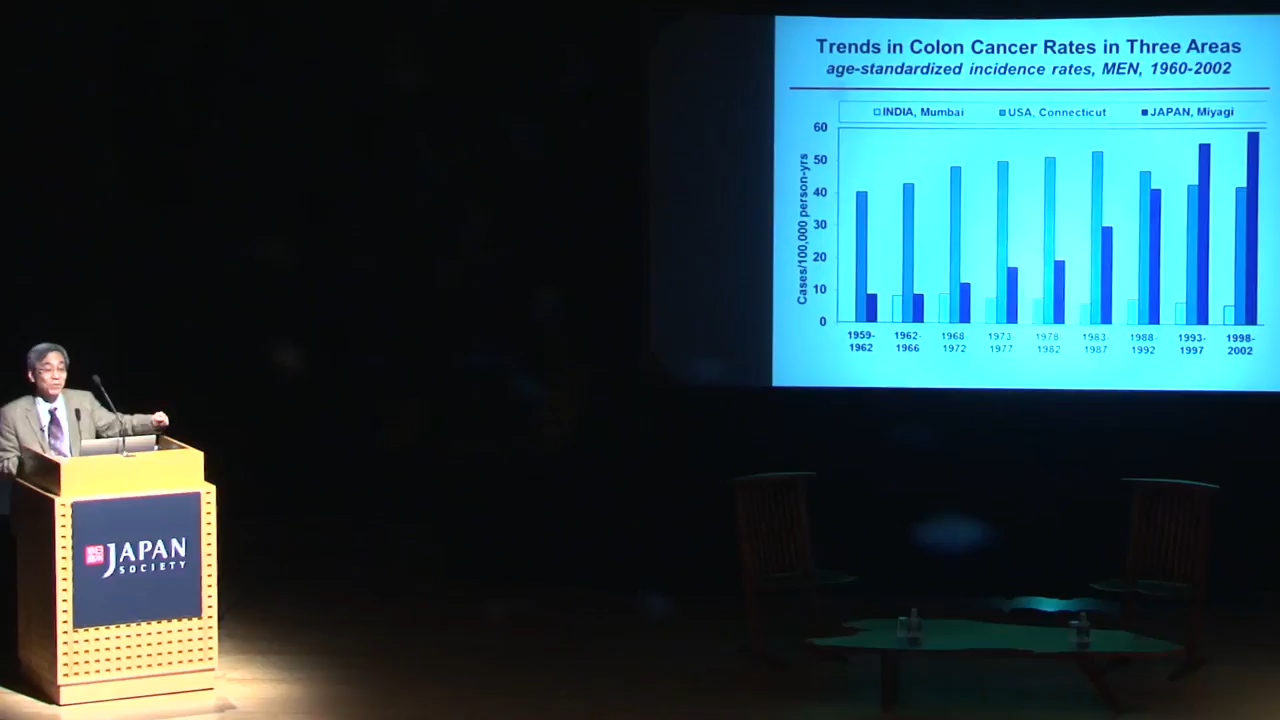 Trends in Colon Cancer Rates in Three Areas
age-standardized incidence rates, MEN, 1960-2002
INDIA, Mumbai USA, Connecticut JAPAN, Miyagi
Cases/100,000 person-yrs
60
50
40
30
20
10
0
1959-1962
1962-1966
1968-1972
1973-1977
1978-1982
1983-1987
1988-1992
1993-1997
1998-2002
JAPAN
SOCIETY